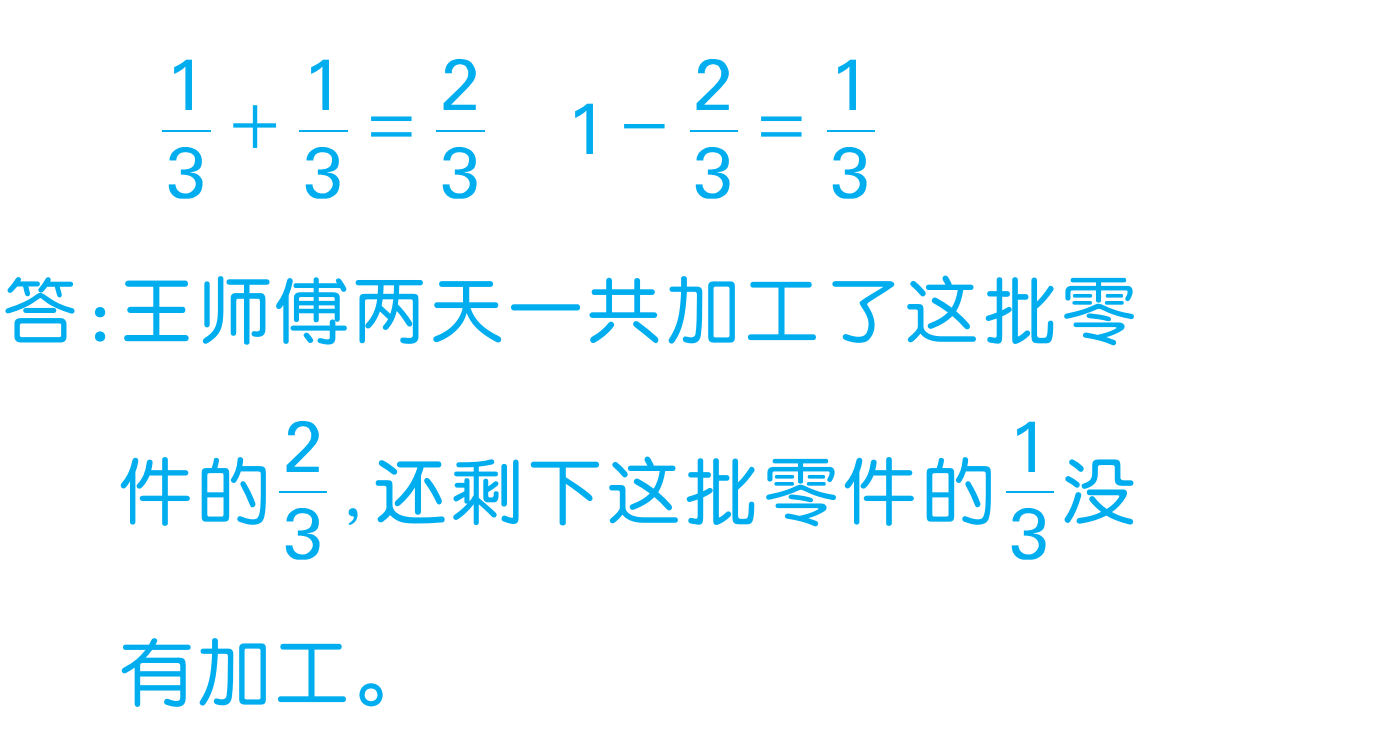 1/3 + 1/3 = 2/3  1 − 2/3 = 1/3
答：王师傅两天一共加工了这批零
件的2/3，还剩下这批零件的1/3没
有加工。